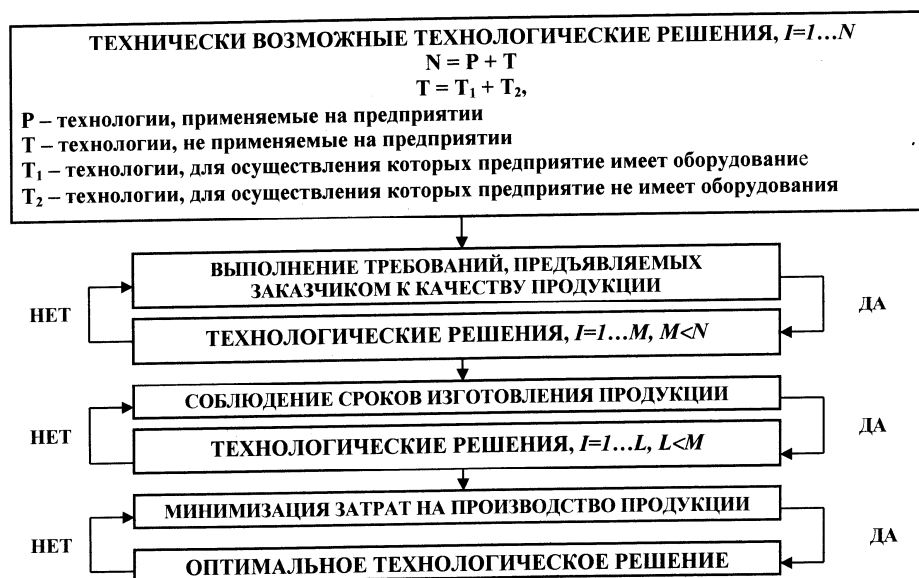 ТЕХНИЧЕСКИ ВОЗМОЖНЫЕ ТЕХНОЛОГИЧЕСКИЕ РЕШЕНИЯ, I=1...N
N = P + T
T = T₁ + T₂,
P – технологии, применяемые на предприятии
T – технологии, не применяемые на предприятии
T₁ – технологии, для осуществления которых предприятие имеет оборудование
T₂ – технологии, для осуществления которых предприятие не имеет оборудования
ВЫПОЛНЕНИЕ ТРЕБОВАНИЙ, ПРЕДЪЯВЛЯЕМЫХ
ЗАКАЗЧИКОМ К КАЧЕСТВУ ПРОДУКЦИИ
НЕТ
ДА
ТЕХНОЛОГИЧЕСКИЕ РЕШЕНИЯ, I=1...M, M<N
СОБЛЮДЕНИЕ СРОКОВ ИЗГОТОВЛЕНИЯ ПРОДУКЦИИ
НЕТ
ДА
ТЕХНОЛОГИЧЕСКИЕ РЕШЕНИЯ, I=1...L, L<M
МИНИМИЗАЦИЯ ЗАТРАТ НА ПРОИЗВОДСТВО ПРОДУКЦИИ
НЕТ
ДА
ОПТИМАЛЬНОЕ ТЕХНОЛОГИЧЕСКОЕ РЕШЕНИЕ